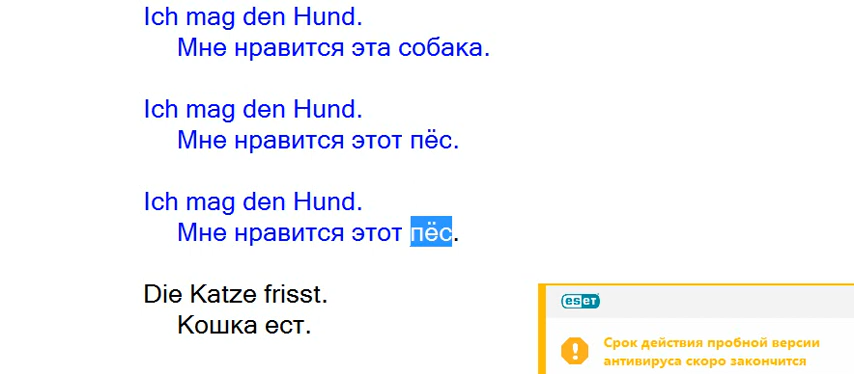 Ich mag den Hund.
Мне нравится эта собака.
Ich mag den Hund.
Мне нравится этот пёс.
Ich mag den Hund.
Мне нравится этот пёс.
Die Katze frisst.
Кошка ест.
eseт
Срок действия пробной версии
антивируса скоро закончится